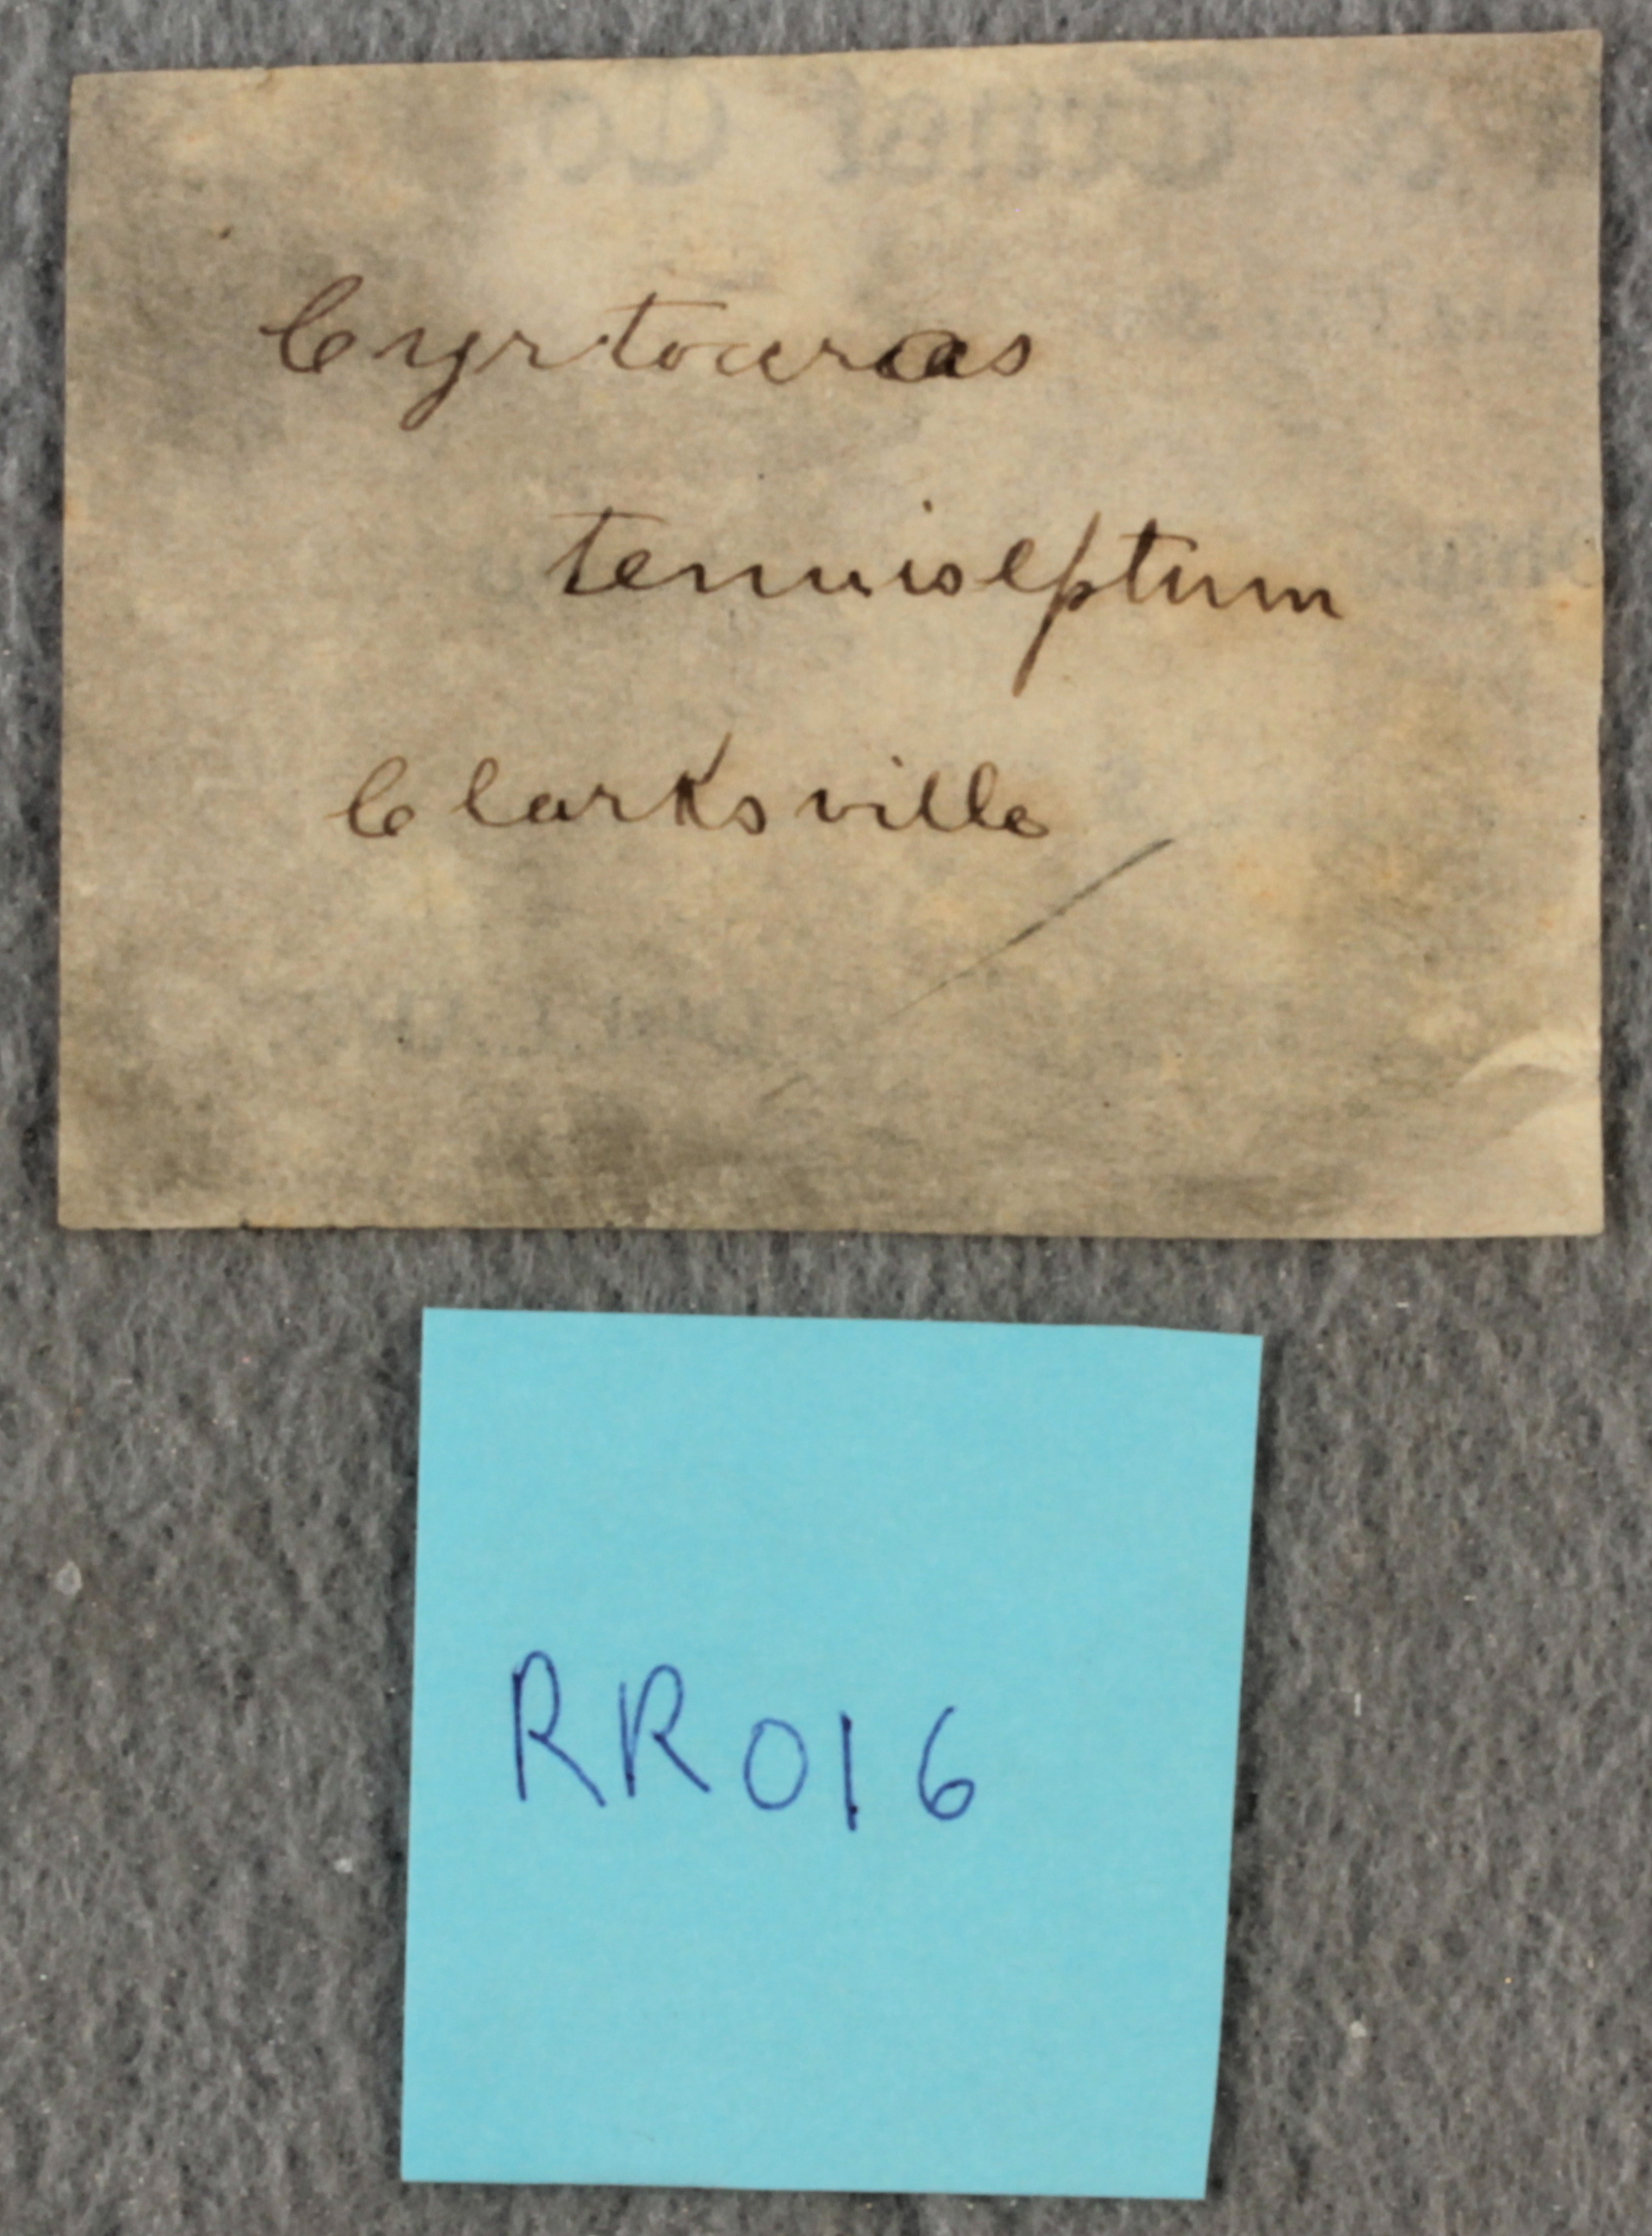 Cyrtoceras
tenuiseptum
Clarksville
RR016